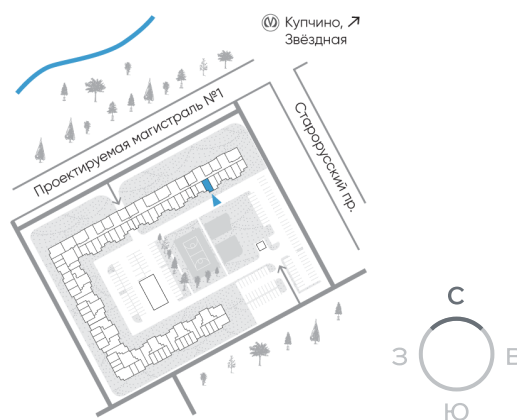 М Купчино, ↗
Звёздная
Проектируемая магистраль №1
Старорусский пр.
С
З
В
Ю